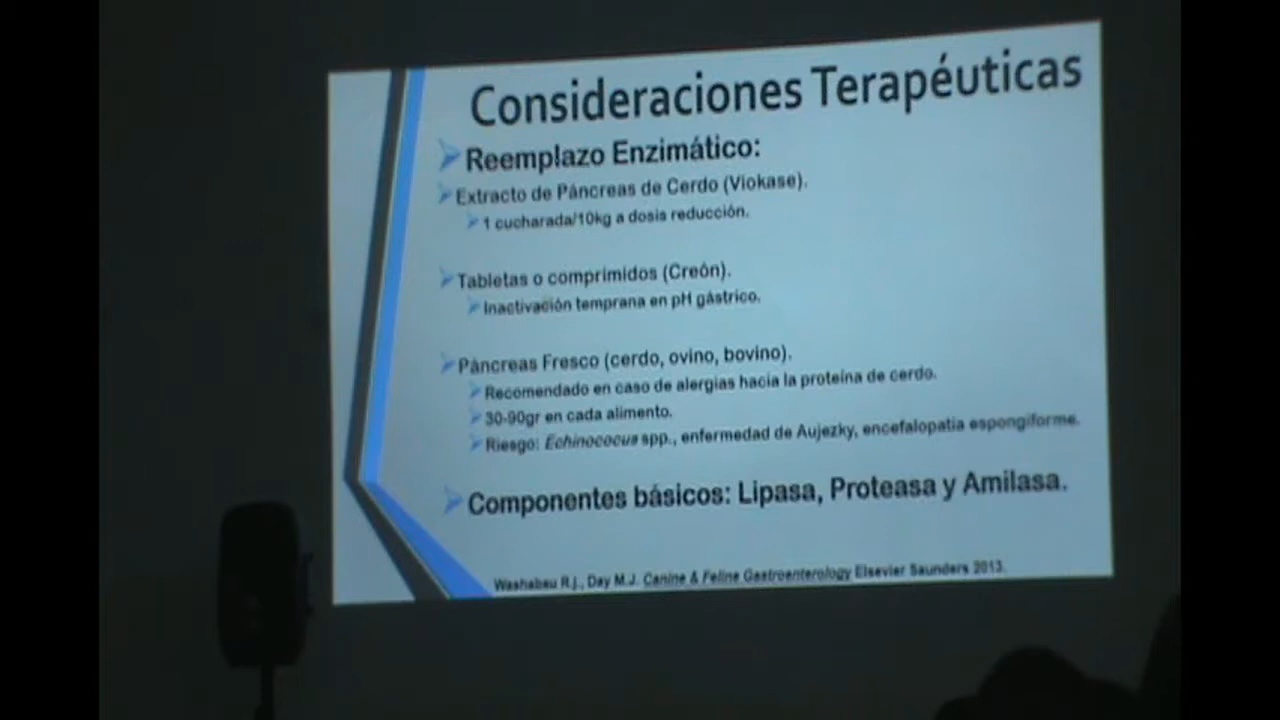 Consideraciones Terapéuticas
Reemplazo Enzimático:
Extracto de Páncreas de Cerdo (Viokase).
1 cucharada/10kg a dosis reducción.
Tabletas o comprimidos (Creón).
Inactivación temprana en pH gástrico.
Páncreas Fresco (cerdo, ovino, bovino).
Recomendado en caso de alergias hacia la proteína de cerdo.
30-90gr en cada alimento.
Riesgo: Echinococus spp., enfermedad de Aujezky, encefalopatia espongiforme.
Componentes básicos: Lipasa, Proteasa y Amilasa.
Washabau R.J., Day M.J. Canine & Feline Gastroenterology Elsevier Saunders 2013.